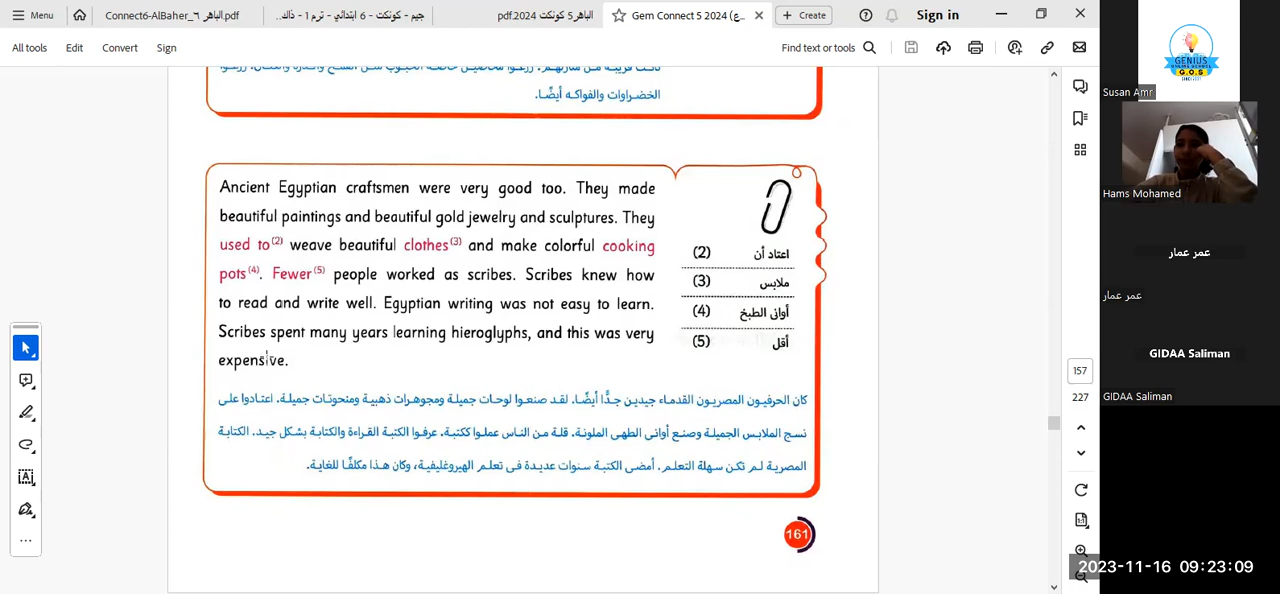 Menu
Connect6-AlBaher_٦ الباهر.pdf
جيم - كونكت - 6 ابتدائي - ترم 1 - ذاك...
الباهر5 كونكت 2024.pdf
Gem Connect 5 2024 (ع...
Create
Sign in
All tools Edit Convert Sign
Find text or tools
الخضراوات والفواكه أيضًا.
Ancient Egyptian craftsmen were very good too. They made
beautiful paintings and beautiful gold jewelry and sculptures. They
used to(2) weave beautiful clothes(3) and make colorful cooking
pots(4). Fewer(5) people worked as scribes. Scribes knew how
to read and write well. Egyptian writing was not easy to learn.
Scribes spent many years learning hieroglyphs, and this was very
expensive.
(2) اعتاد أن
(3) ملابس
(4) أوانى الطبخ
(5) أقل
كان الحرفيون المصريون القدماء جيدين جدًّا أيضًا. لقد صنعوا لوحات جميلة ومجوهرات ذهبية ومنحوتات جميلة. اعتادوا على
نسج الملابس الجميلة وصنع أوانى الطهى الملونة. قلة من الناس عملوا ككتبة. عرفوا الكتبة القراءة والكتابة بشكل جيد. الكتابة
المصرية لم تكن سهلة التعلم. أمضى الكتبة سنوات عديدة فى تعلم الهيروغليفية، وكان هذا مكلفًا للغاية.
161
157
227
GENIUS
G.O.S
Susan Amr
Hams Mohamed
عمر عمار
عمر عمار
GIDAA Saliman
GIDAA Saliman
2023-11-16 09:23:09